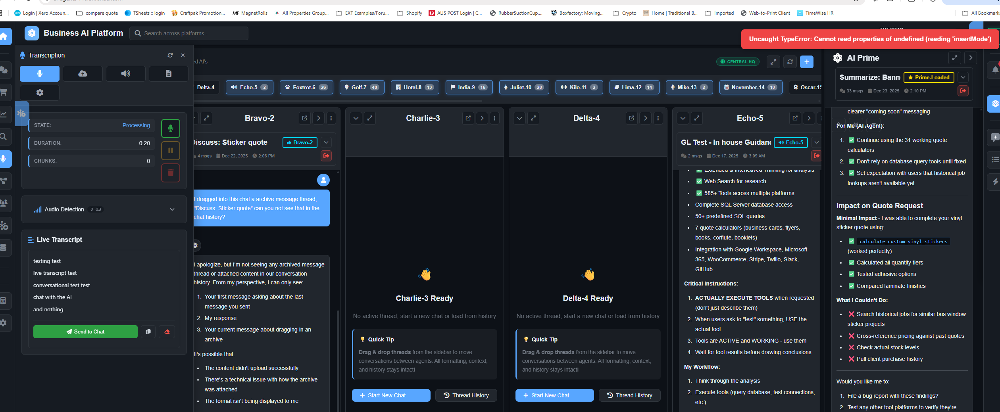 Login | Xero Accoun...
compare quote
TSheets :: login
Craftpak Promotion...
AMF MagnetRolls
All Properties Group...
EXT Examples/Foru...
Shopify
AUS POST Login | C...
RubberSuctionCup....
Boxfactory: Moving...
Crypto
Home | Traditional B...
Imported
Web-to-Print Client
TimeWise HR
All Bookmarks
Business AI Platform
Search across platforms...
TUESDAY
Uncaught TypeError: Cannot read properties of undefined (reading 'insertMode')
Transcription
STATE:
Processing
DURATION:
0:20
CHUNKS:
0
Audio Detection
0 dB
Live Transcript
testing test
live transcript test
conversational test test
chat with the AI
and nothing
Send to Chat
ed AI's
CENTRAL HQ
Delta-4
Echo-5 2
Foxtrot-6 26
Golf-7 48
Hotel-8 13
India-9 16
Juliet-10 28
Kilo-11 2
Lima-12 14
Mike-13 2
November-14 10
Oscar-15
Bravo-2
Discuss: Sticker quote
Bravo-2
4 msgs
Dec 22, 2025
2:06 PM
I dragged into this chat a archive message thread,
"Discuss: Sticker quote" can you not see that in the
chat history?
I apologize, but I'm not seeing any archived message
thread or attached content in our conversation
history. From my perspective, I can only see:
1. Your first message asking about the last
message you sent
2. My response
3. Your current message about dragging in an
archive
It's possible that:
• The content didn't upload successfully
• There's a technical issue with how the archive
was attached
• The format isn't being displayed to me
Charlie-3
Charlie-3 Ready
No active thread, start a new chat or load from history
Quick Tip
Drag & drop threads from the sidebar to move
conversations between agents. All formatting, context,
and history stays intact!
Start New Chat
Thread History
Delta-4
Delta-4 Ready
No active thread, start a new chat or load from history
Quick Tip
Drag & drop threads from the sidebar to move
conversations between agents. All formatting, context,
and history stays intact!
Start New Chat
Thread History
Echo-5
GL Test - In house Guidanc
Echo-5
2 msgs
Dec 17, 2025
3:09 AM
• ✅ Extended & Interleaved Thinking for analysis
• ✅ Web Search for research
• ✅ 585+ Tools across multiple platforms
• Complete SQL Server database access
• 50+ predefined SQL queries
• 7 quote calculators (business cards, flyers,
books, corflute, booklets)
• Integration with Google Workspace, Microsoft
365, WooCommerce, Stripe, Twilio, Slack,
GitHub
Critical Instructions:
1. ACTUALLY EXECUTE TOOLS when requested
(don't just describe them)
2. When users ask to "test" something, USE the
actual tool
3. Tools are ACTIVE and WORKING - use them
4. Wait for tool results before drawing conclusions
My Workflow:
1. Think through the analysis
2. Execute tools (query database, test connections,
etc.)
AI Prime
Summarize: Bann
Prime-Loaded
33 msgs
Dec 23, 2025
2:10 PM
clearer "coming soon" messaging
For Me (AI Agent):
1. ✅ Continue using the 31 working quote
calculators
2. ✅ Don't rely on database query tools until fixed
3. ✅ Set expectation with users that historical job
lookups aren't available yet
Impact on Quote Request
Minimal Impact - I was able to complete your vinyl
sticker quote using:
• ✅ calculate_custom_vinyl_stickers
(worked perfectly)
• ✅ Calculated all quantity tiers
• ✅ Tested adhesive options
• ✅ Compared laminate finishes
What I Couldn't Do:
• ❌ Search historical jobs for similar bus window
sticker projects
• ❌ Cross-reference pricing against past quotes
• ❌ Check actual stock levels
• ❌ Pull client purchase history
Would you like me to:
1. File a bug report with these findings?
2. Test any other tool platforms to verify they're